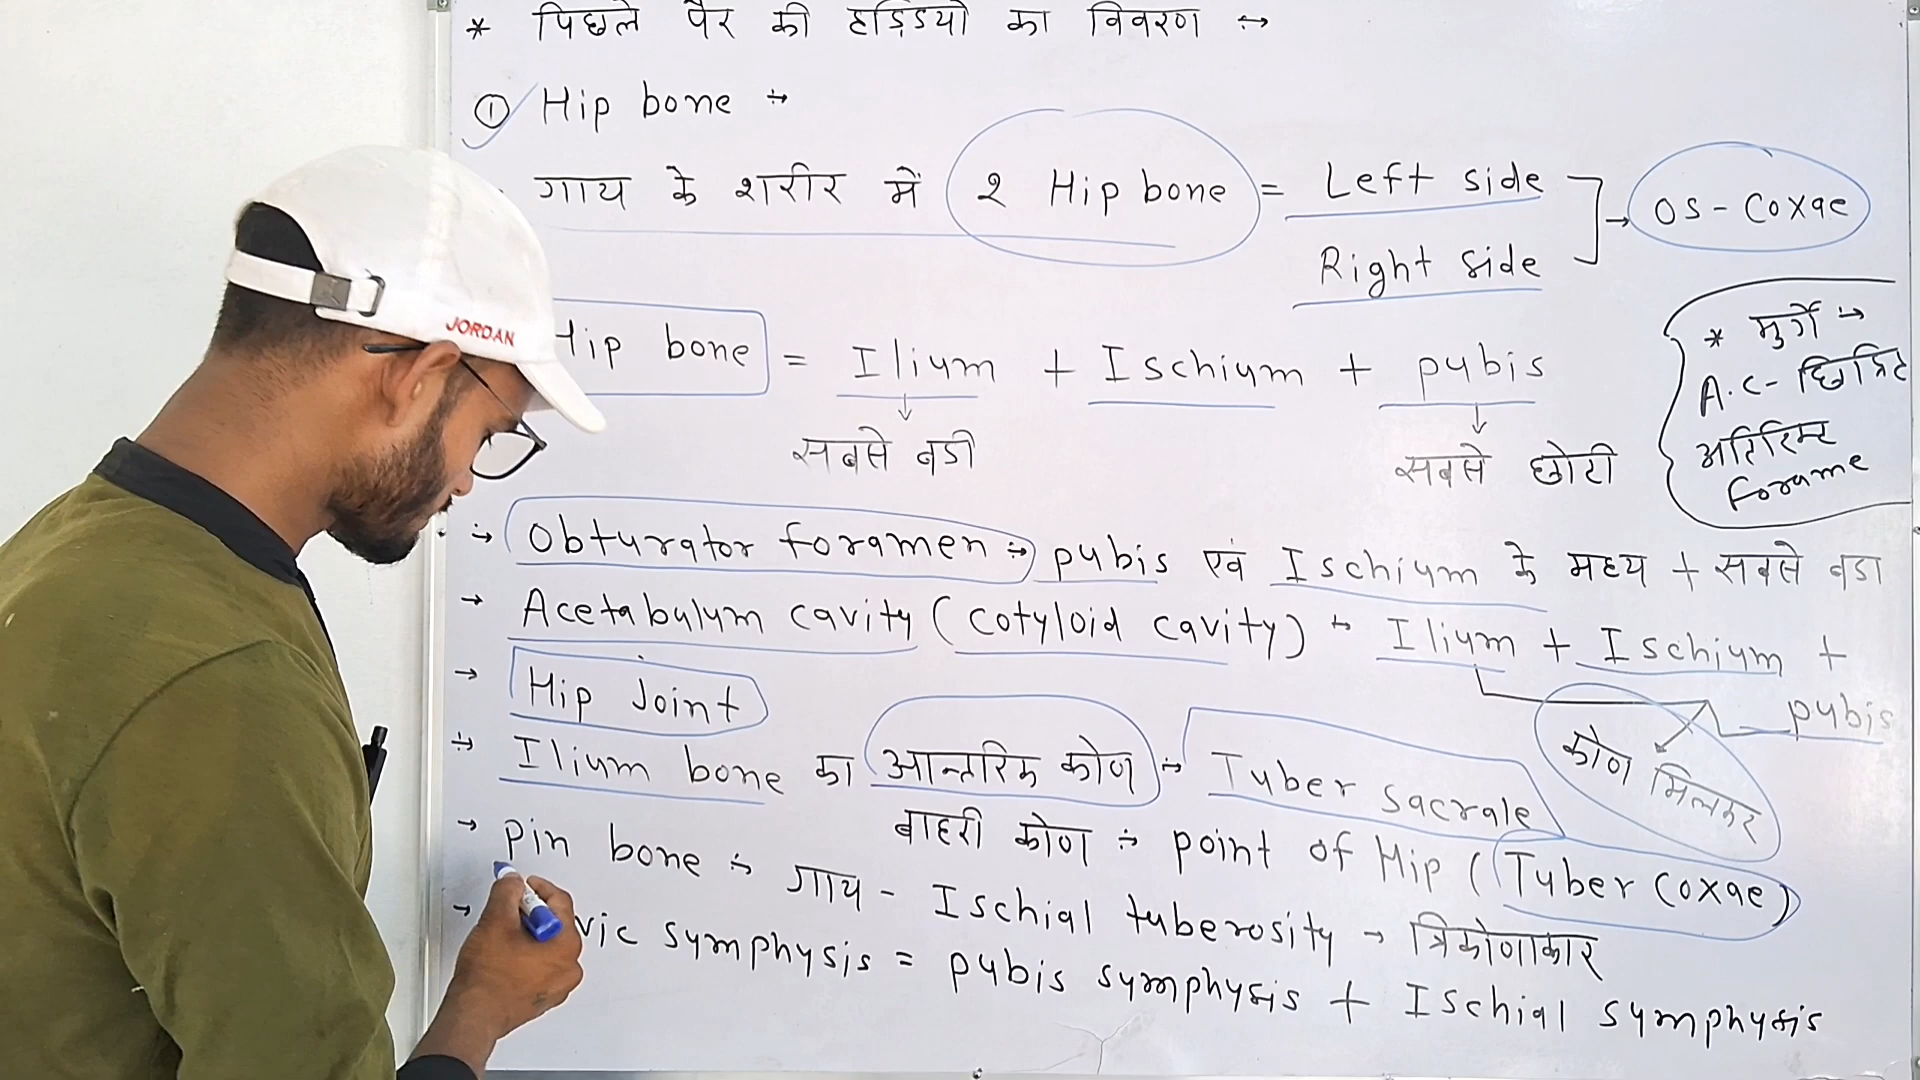 * पिछले पैर की हड्डियों का विवरण →
① Hip bone →
गाय के शरीर में 2 Hip bone = Left side
Right side
→ OS-Coxae
Hip bone = Ilium + Ischium + pubis
सबसे बडी
सबसे छोटी
* मुर्गे →
A.C-
अतिरिक्त
Forame
→ Obturator foramen → pubis एवं Ischium के मध्य + सबसे बडा
→ Acetabulum cavity (Cotyloid cavity) → Ilium + Ischium +
pubis
→ Hip Joint
कोण मिलकर
→ Ilium bone का आन्तरिक कोण → Tuber sacrale
बाहरी कोण → point of Hip (Tuber Coxae)
→ pin bone → गाय - Ischial tuberosity → त्रिकोणाकार
→ vic symphysis = pubis symphysis + Ischial symphysis
JORDAN